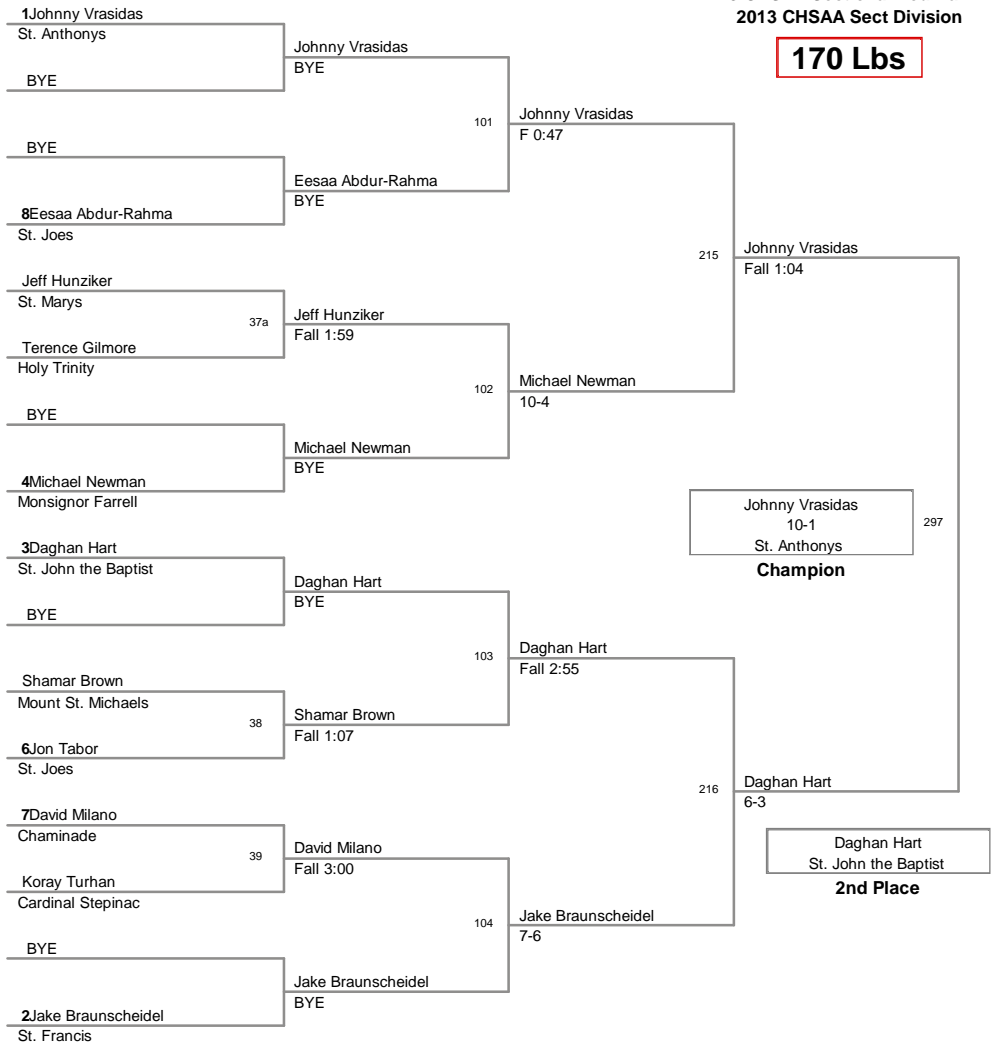 2013 CHSAA Sect Division
170 Lbs
1Johnny Vrasidas
St. Anthonys
BYE
BYE
8Eesaa Abdur-Rahma
St. Joes
Jeff Hunziker
St. Marys
37a
Terence Gilmore
Holy Trinity
BYE
4Michael Newman
Monsignor Farrell
3Daghan Hart
St. John the Baptist
BYE
Shamar Brown
Mount St. Michaels
38
6Jon Tabor
St. Joes
7David Milano
Chaminade
39
Koray Turhan
Cardinal Stepinac
BYE
2Jake Braunscheidel
St. Francis
Johnny Vrasidas
BYE
101
Eesaa Abdur-Rahma
BYE
Jeff Hunziker
Fall 1:59
102
Michael Newman
BYE
Daghan Hart
BYE
103
Shamar Brown
Fall 1:07
David Milano
Fall 3:00
104
Jake Braunscheidel
BYE
Johnny Vrasidas
F 0:47
215
Michael Newman
10-4
Daghan Hart
Fall 2:55
216
Jake Braunscheidel
7-6
Johnny Vrasidas
Fall 1:04
297
Daghan Hart
6-3
Johnny Vrasidas
10-1
St. Anthonys
Champion
Daghan Hart
St. John the Baptist
2nd Place